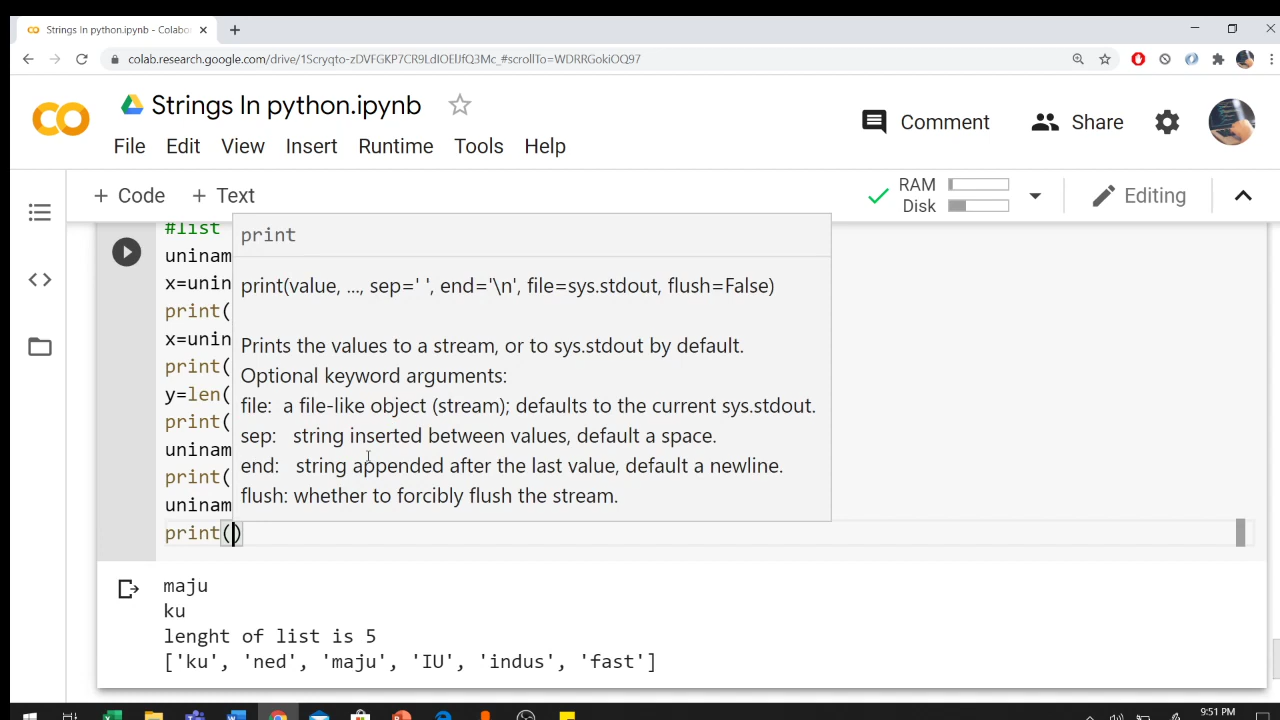 Strings In python.ipynb - Colabo
colab.research.google.com/drive/1Scryqto-zDVFGKP7CR9LdIOElJfQ3Mc_#scrollTo=WDRRGokiOQ97
Strings In python.ipynb
File Edit View Insert Runtime Tools Help
Comment Share
+ Code + Text
RAM
Disk
Editing
#list
uninam
x=unin
print(
x=unin
print(
y=len(
print(
uninam
print(
uninam
print()
print
print(value, ..., sep=' ', end='\n', file=sys.stdout, flush=False)
Prints the values to a stream, or to sys.stdout by default.
Optional keyword arguments:
file: a file-like object (stream); defaults to the current sys.stdout.
sep: string inserted between values, default a space.
end: string appended after the last value, default a newline.
flush: whether to forcibly flush the stream.
maju
ku
lenght of list is 5
['ku', 'ned', 'maju', 'IU', 'indus', 'fast']
9:51 PM